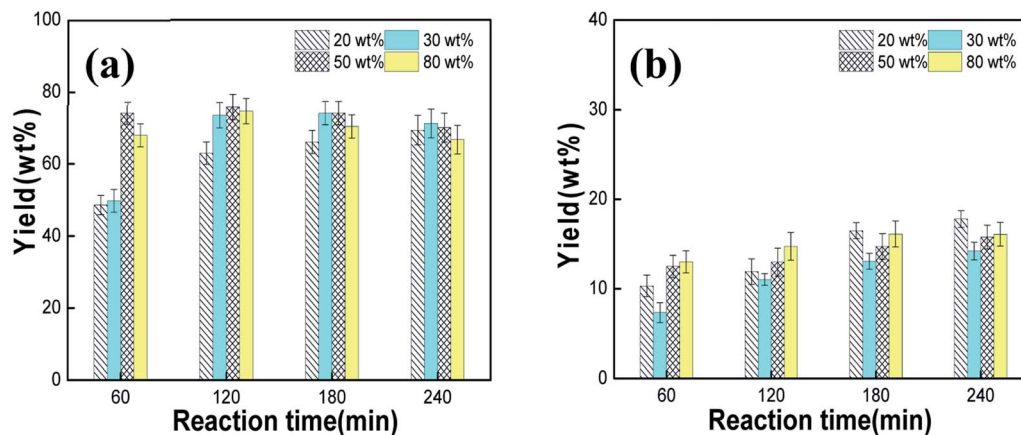 (a)
20 wt% 30 wt%
50 wt% 80 wt%
100
80
60
40
20
0
Yield(wt%)
60 120 180 240
Reaction time(min)
(b)
20 wt% 30 wt%
50 wt% 80 wt%
40
30
20
10
0
Yield(wt%)
60 120 180 240
Reaction time(min)